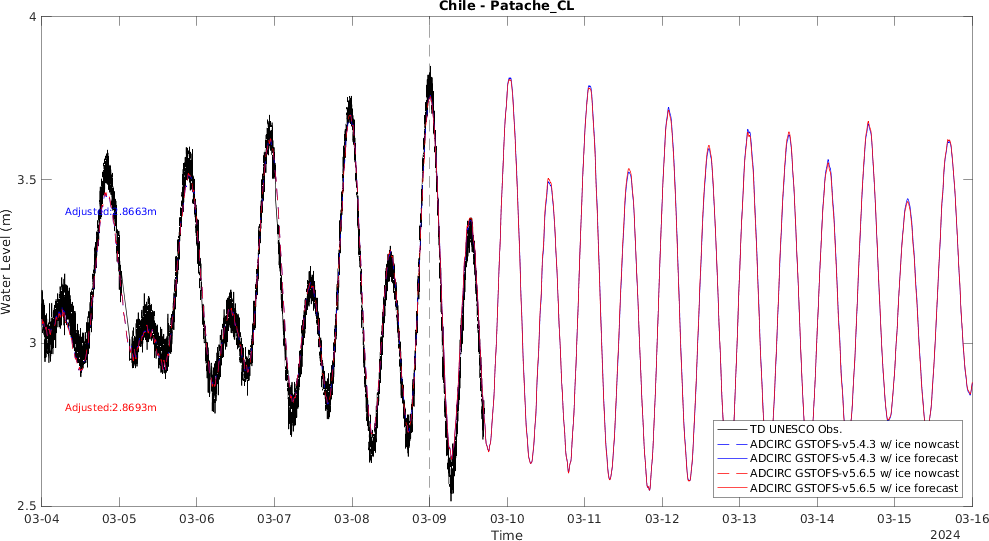 Chile - Patache_CL
4
3.5
3
2.5
Water Level (m)
Adjusted:2.8663m
Adjusted:2.8693m
TD UNESCO Obs.
ADCIRC GSTOFS-v5.4.3 w/ ice nowcast
ADCIRC GSTOFS-v5.4.3 w/ ice forecast
ADCIRC GSTOFS-v5.6.5 w/ ice nowcast
ADCIRC GSTOFS-v5.6.5 w/ ice forecast
03-04 03-05 03-06 03-07 03-08 03-09 03-10 03-11 03-12 03-13 03-14 03-15 03-16
Time
2024